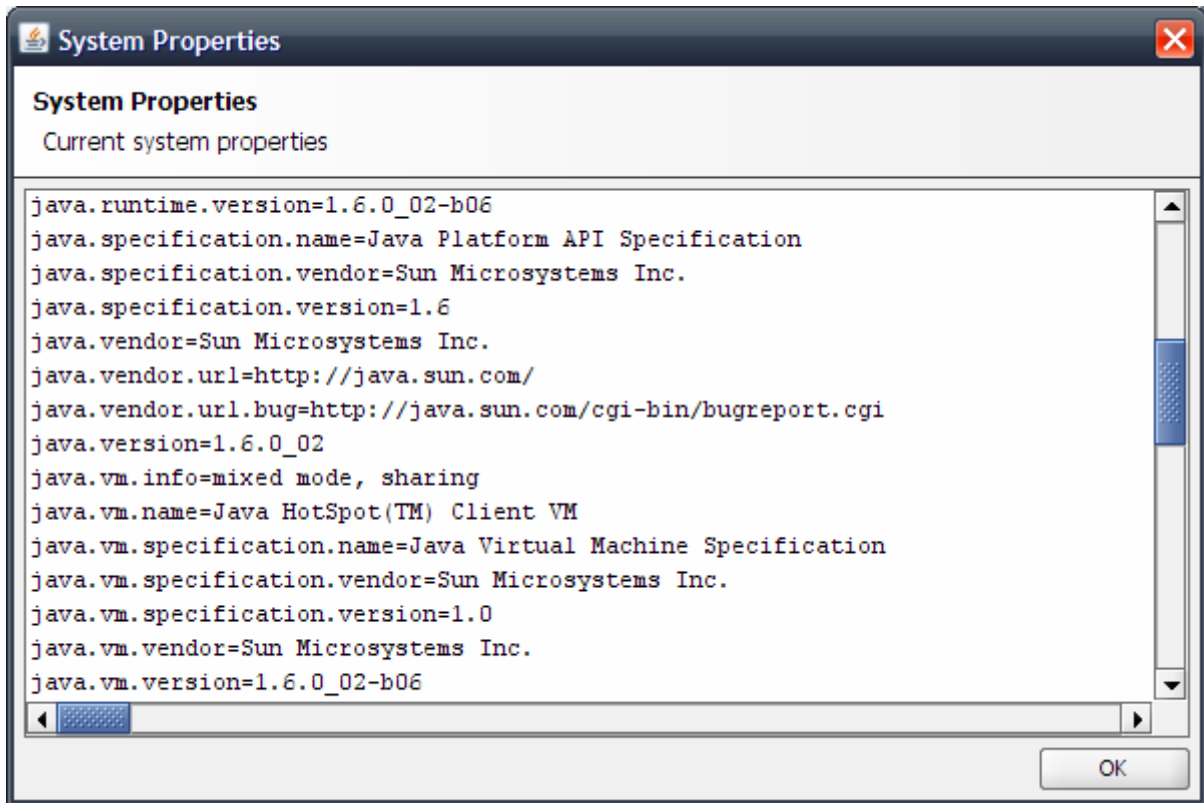 System Properties
System Properties
Current system properties
java.runtime.version=1.6.0_02-b06
java.specification.name=Java Platform API Specification
java.specification.vendor=Sun Microsystems Inc.
java.specification.version=1.6
java.vendor=Sun Microsystems Inc.
java.vendor.url=http://java.sun.com/
java.vendor.url.bug=http://java.sun.com/cgi-bin/bugreport.cgi
java.version=1.6.0_02
java.vm.info=mixed mode, sharing
java.vm.name=Java HotSpot(TM) Client VM
java.vm.specification.name=Java Virtual Machine Specification
java.vm.specification.vendor=Sun Microsystems Inc.
java.vm.specification.version=1.0
java.vm.vendor=Sun Microsystems Inc.
java.vm.version=1.6.0_02-b06
OK